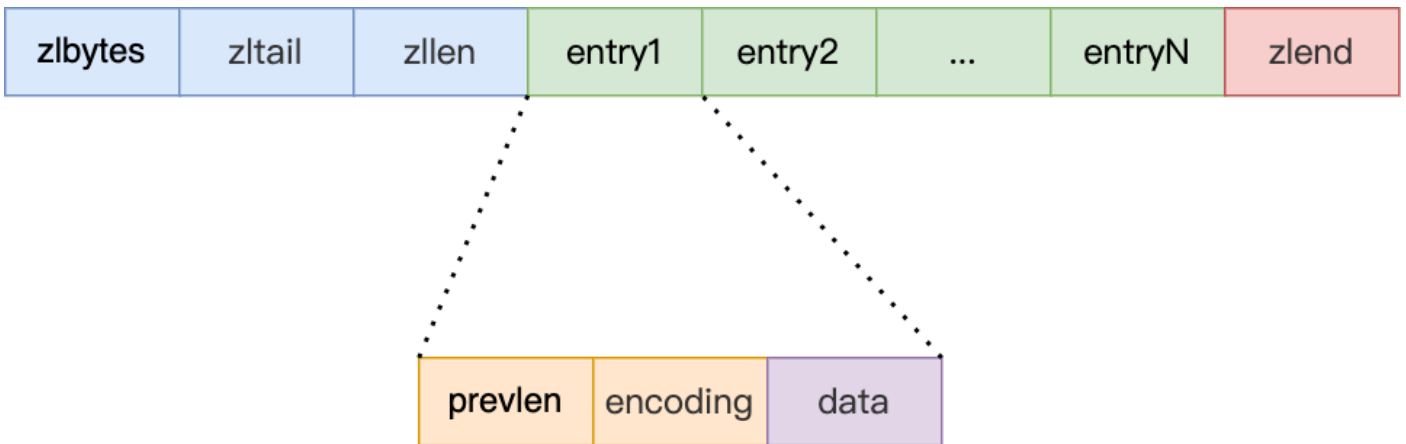 zlbytes zltail zllen entry1 entry2 ... entryN zlend
prevlen encoding data